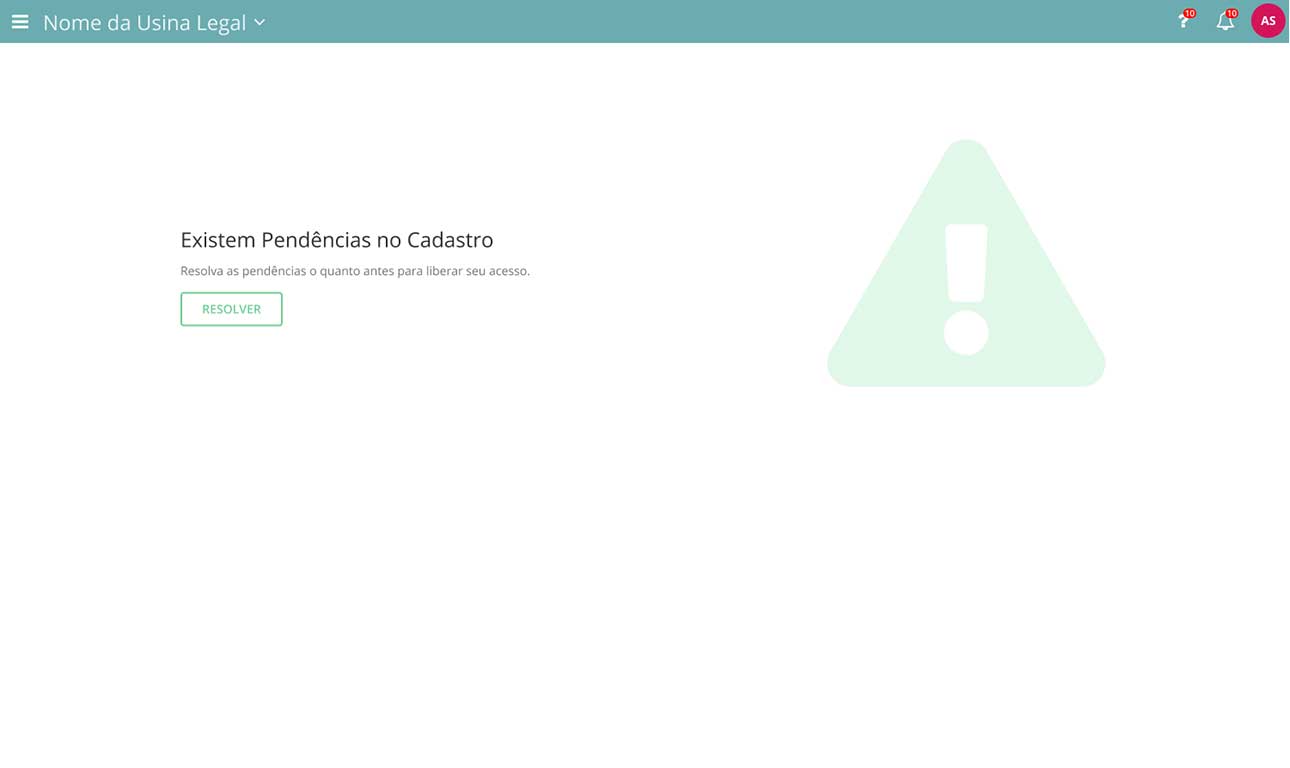 Nome da Usina Legal
10
10
AS
Existem Pendências no Cadastro
Resolva as pendências o quanto antes para liberar seu acesso.
RESOLVER